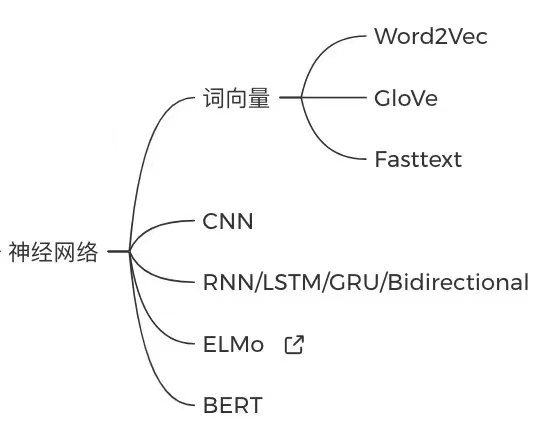 Word2Vec
词向量
GloVe
Fasttext
CNN
神经网络
RNN/LSTM/GRU/Bidirectional
ELMo
BERT